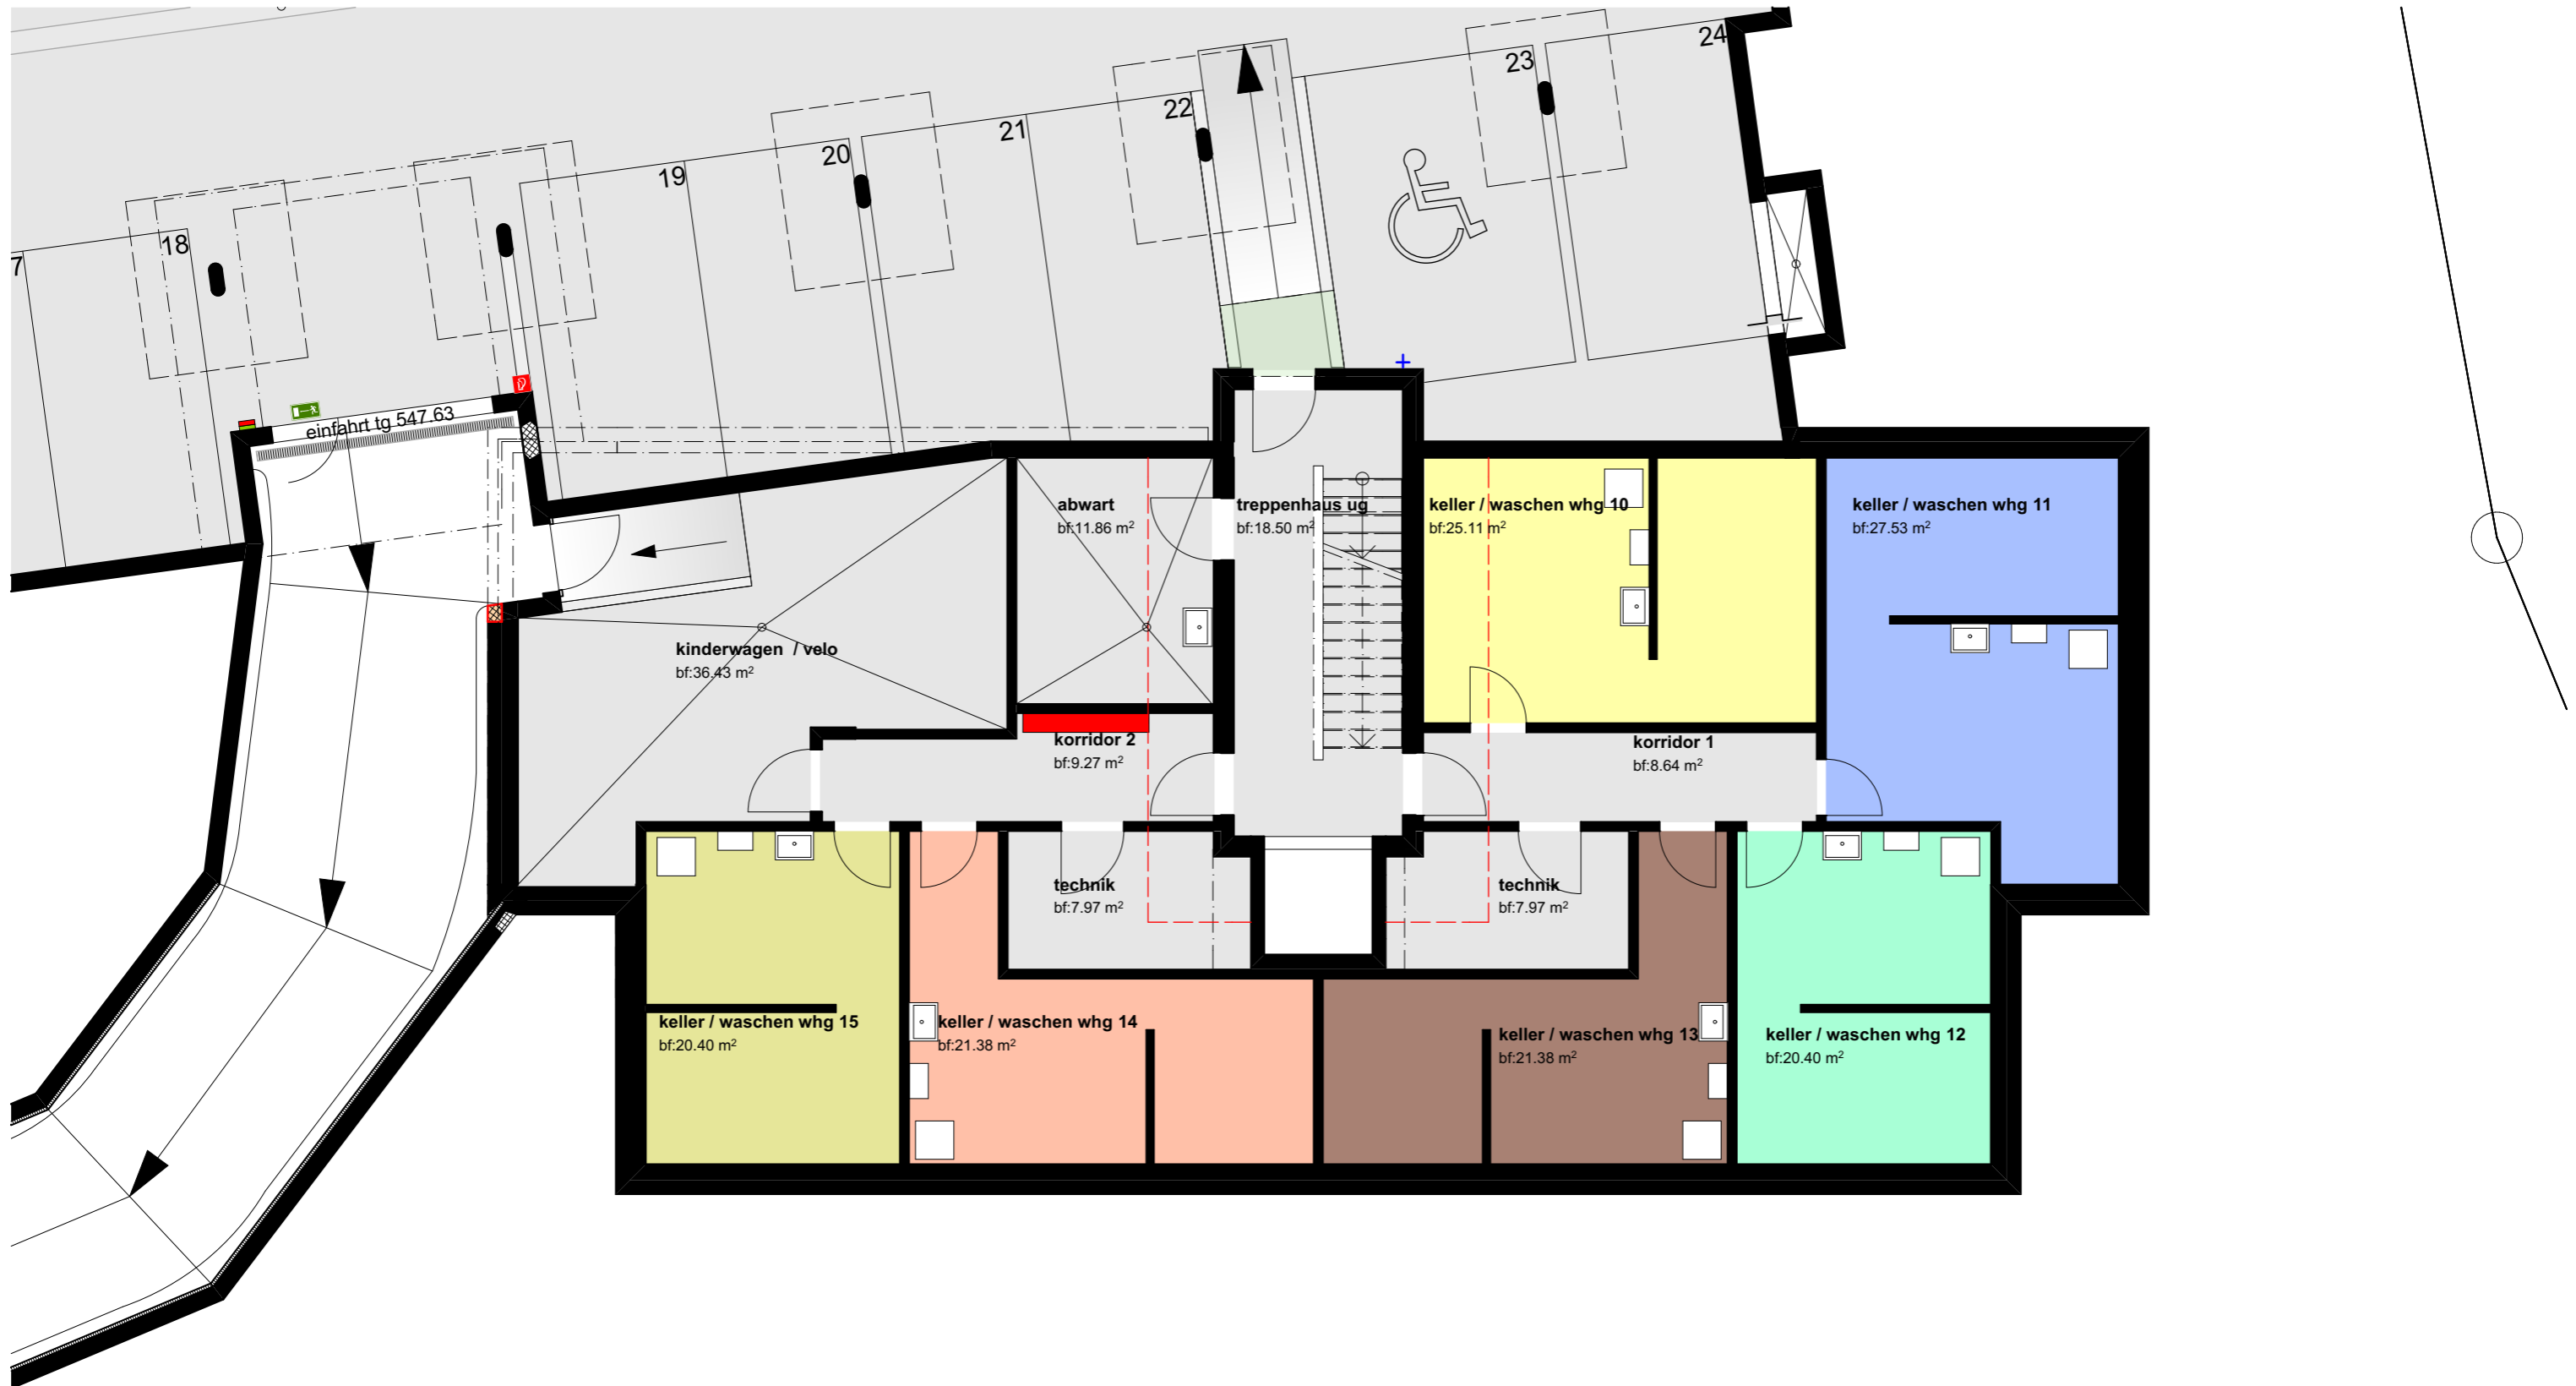 24
23
22
21
20
19
18
7
einfahrt tg 547.63
abwart
bf:11.86 m²
treppenhaus ug
bf:18.50 m²
keller / waschen whg 10
bf:25.11 m²
keller / waschen whg 11
bf:27.53 m²
kinderwagen / velo
bf:36.43 m²
korridor 2
bf:9.27 m²
korridor 1
bf:8.64 m²
technik
bf:7.97 m²
technik
bf:7.97 m²
keller / waschen whg 15
bf:20.40 m²
keller / waschen whg 14
bf:21.38 m²
keller / waschen whg 13
bf:21.38 m²
keller / waschen whg 12
bf:20.40 m²